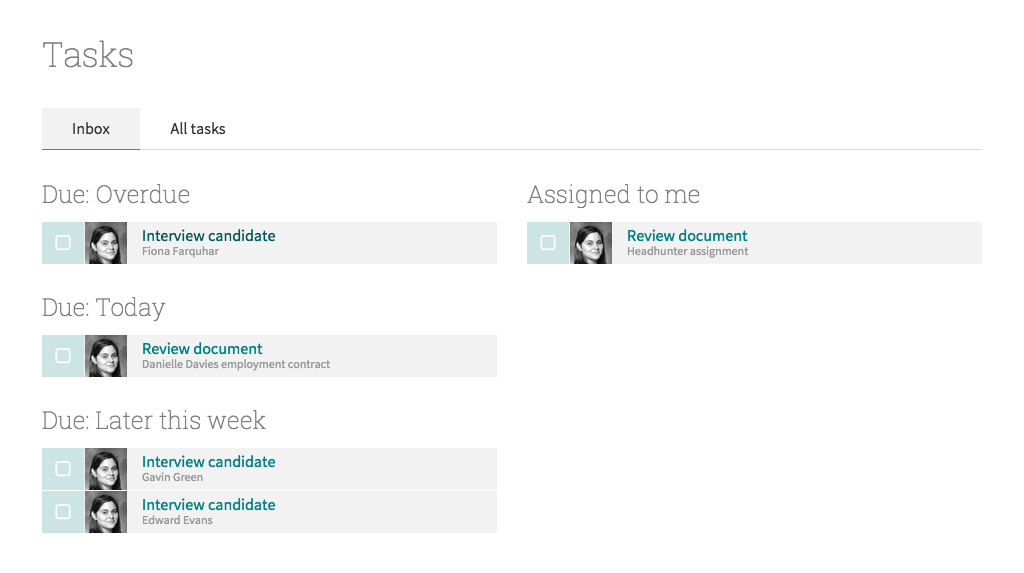 Tasks
Inbox
All tasks
Due: Overdue
Interview candidate
Fiona Farquhar
Due: Today
Review document
Danielle Davies employment contract
Due: Later this week
Interview candidate
Gavin Green
Interview candidate
Edward Evans
Assigned to me
Review document
Headhunter assignment